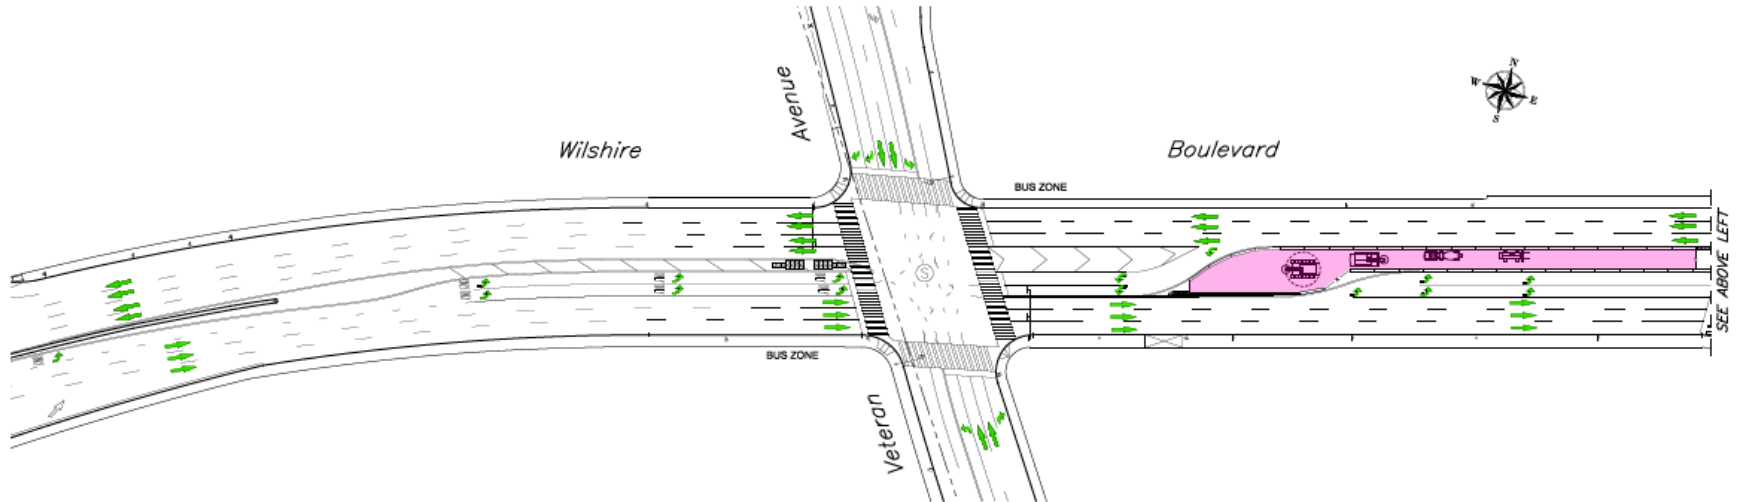 N
W
E
S
Avenue
Wilshire
Boulevard
BUS ZONE
S
SEE ABOVE LEFT
BUS ZONE
Veteran